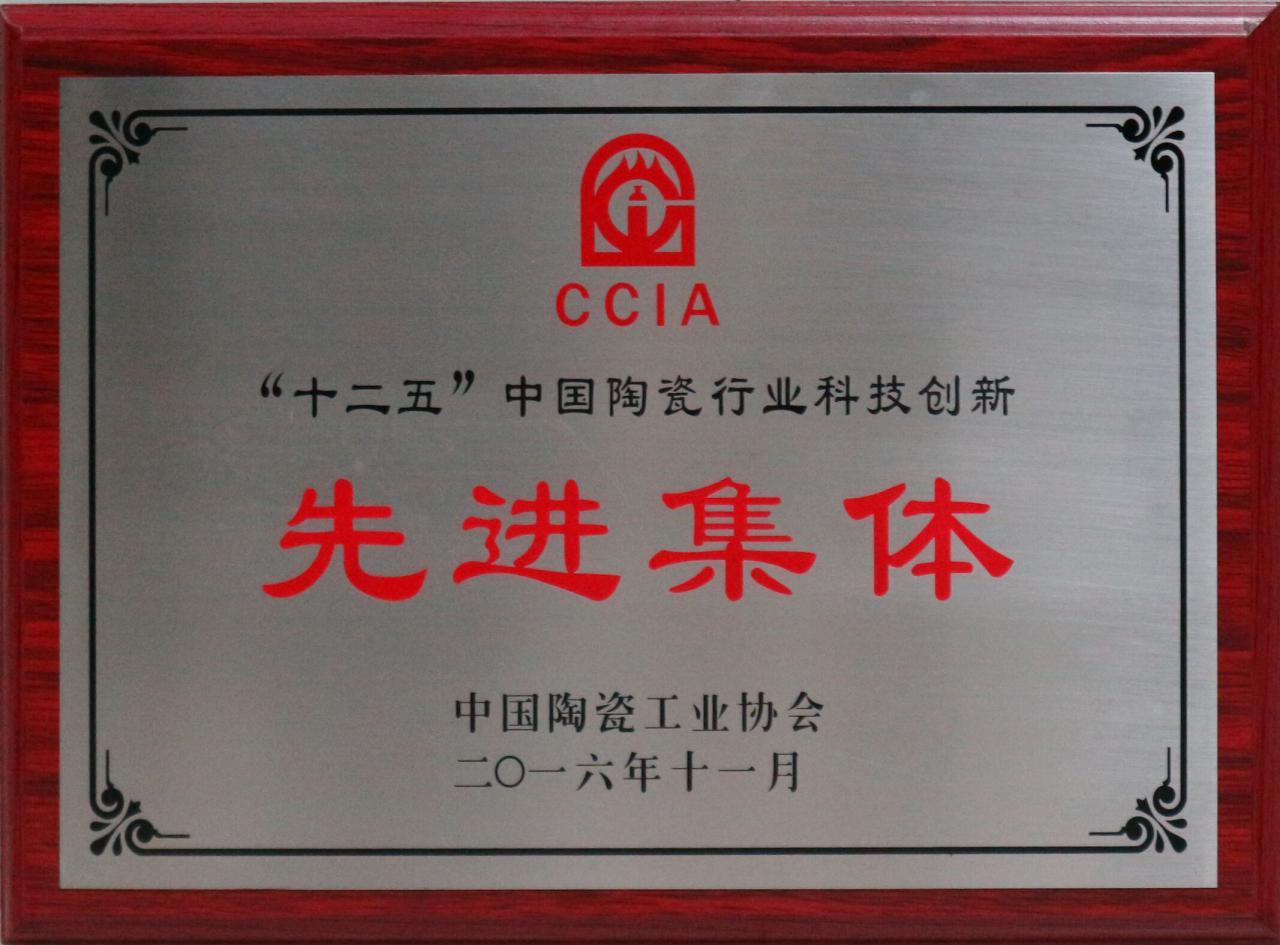 CCIA
“十二五”中国陶瓷行业科技创新
先进集体
中国陶瓷工业协会
二〇一六年十一月